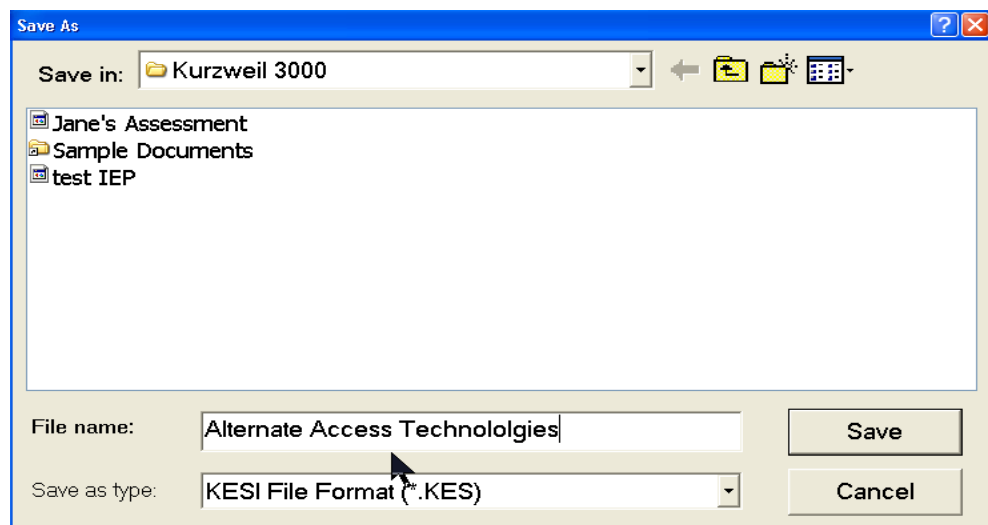 Save As
Save in: Kurzweil 3000
Jane's Assessment
Sample Documents
test IEP
File name: Alternate Access Technololgies
Save
Save as type: KESI File Format (*.KES)
Cancel